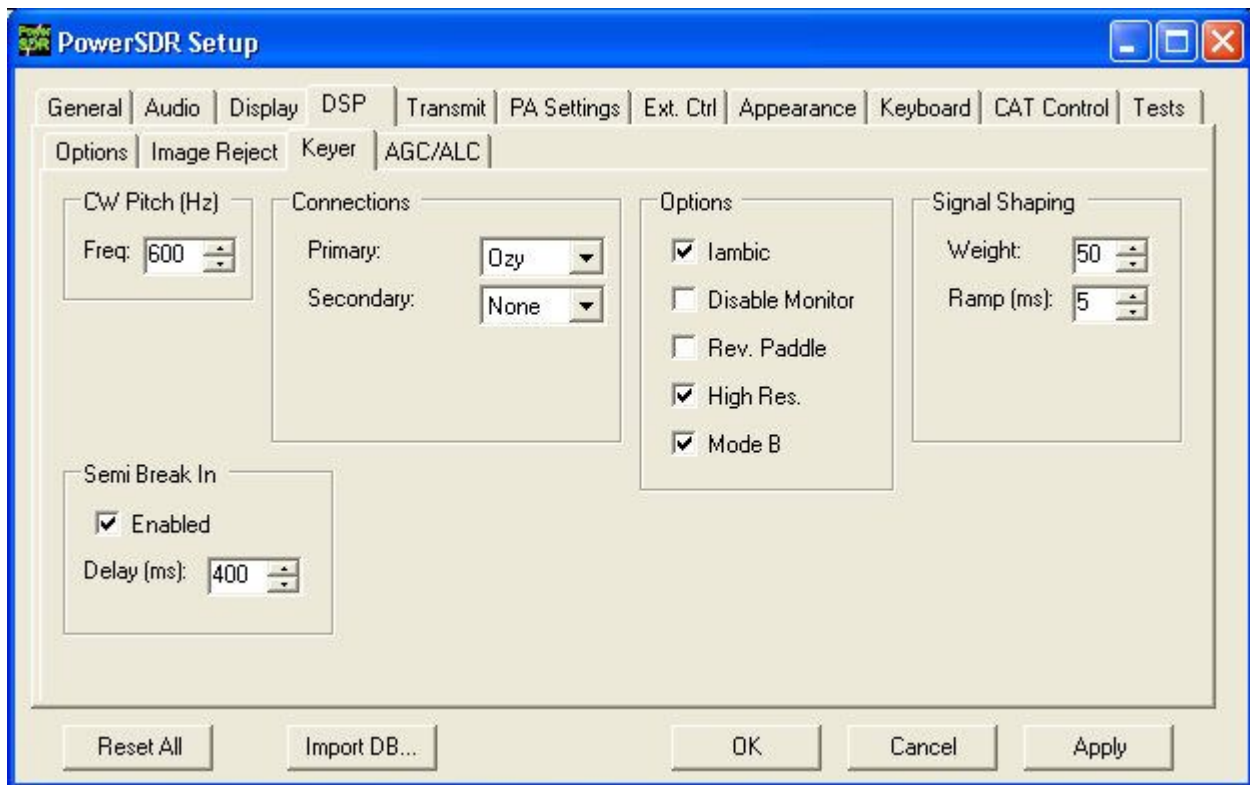 PowerSDR Setup
General Audio Display DSP Transmit PA Settings Ext. Ctrl Appearance Keyboard CAT Control Tests
Options Image Reject Keyer AGC/ALC
CW Pitch (Hz)
Freq: 600
Connections
Primary: Ozy
Secondary: None
Options
Iambic
Disable Monitor
Rev. Paddle
High Res.
Mode B
Signal Shaping
Weight: 50
Ramp (ms): 5
Semi Break In
Enabled
Delay (ms): 400
Reset All Import DB... OK Cancel Apply